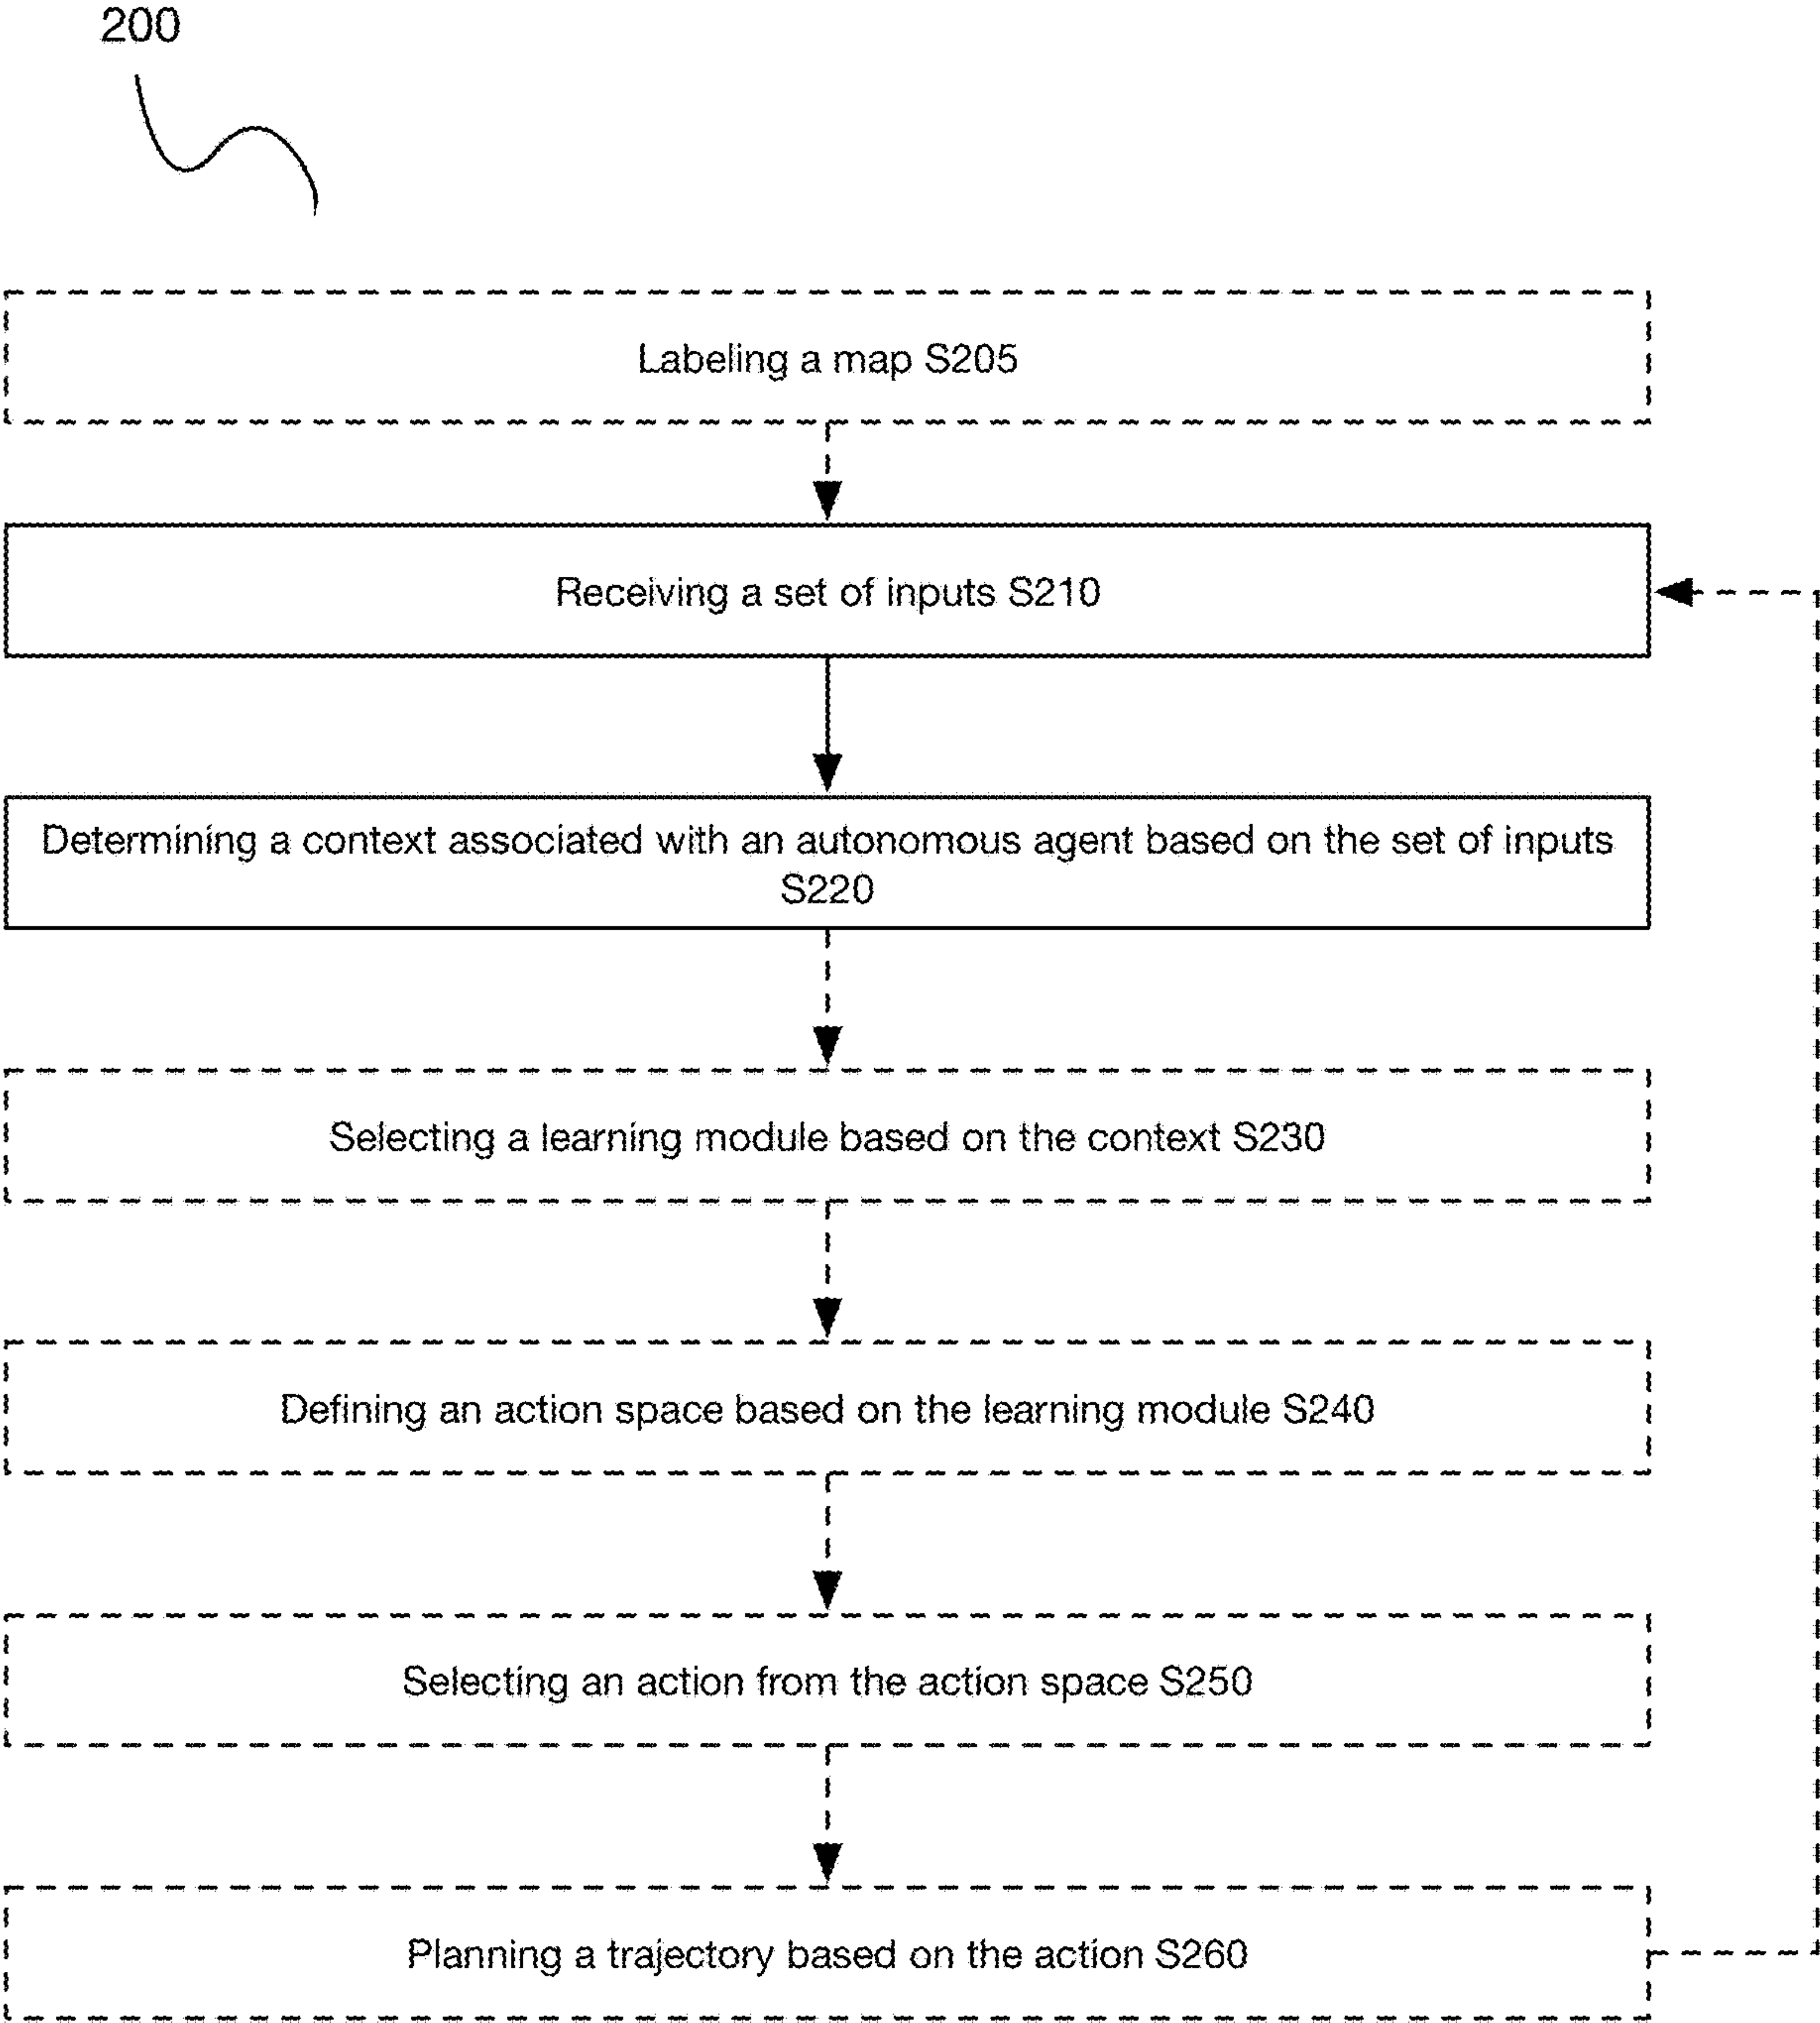 200
Labeling a map S205
Receiving a set of inputs S210
Determining a context associated with an autonomous agent based on the set of inputs
S220
Selecting a learning module based on the context S230
Defining an action space based on the learning module S240
Selecting an action from the action space S250
Planning a trajectory based on the action S260